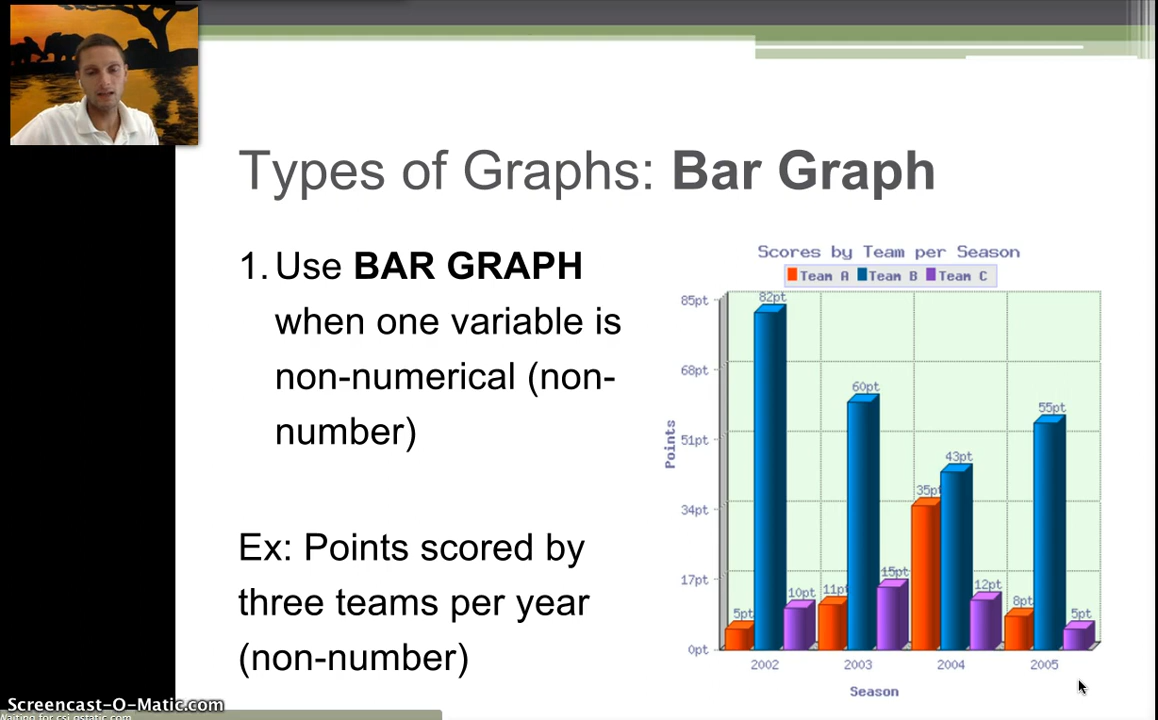 Types of Graphs: Bar Graph
1. Use BAR GRAPH
when one variable is
non-numerical (non-
number)
Ex: Points scored by
three teams per year
(non-number)
Scores by Team per Season
Team A Team B Team C
85pt
68pt
51pt
34pt
17pt
0pt
Points
82pt
60pt
55pt
43pt
35pt
15pt
12pt
10pt
11pt
8pt
5pt
5pt
2002 2003 2004 2005
Season
Screencast-O-Matic.com
Waiting for